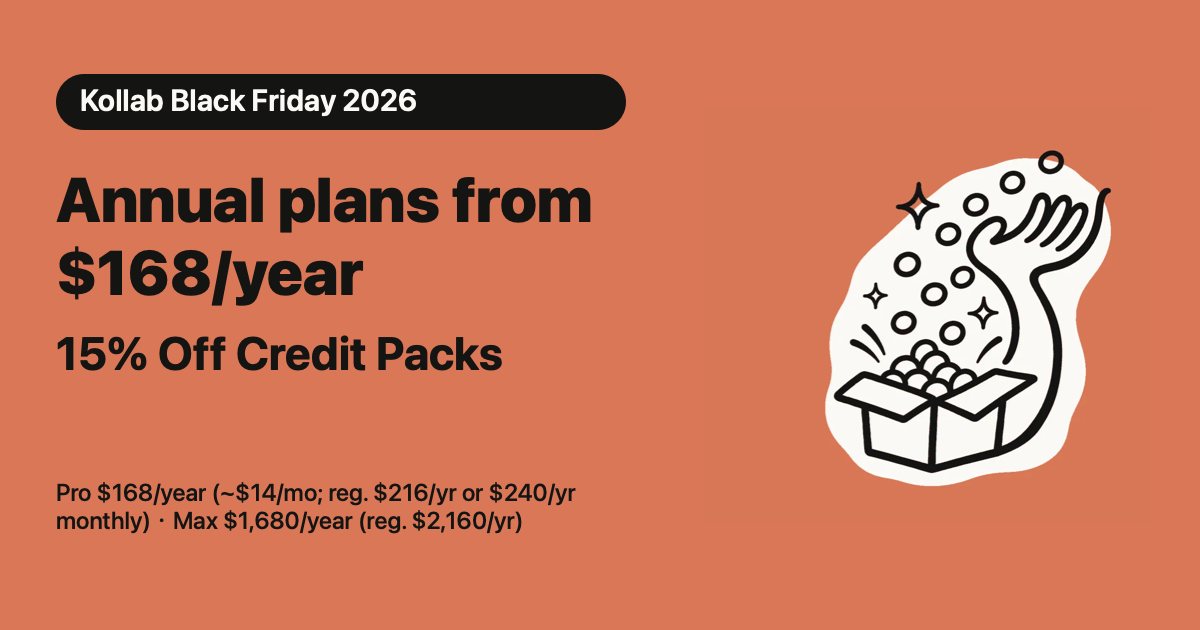 Kollab Black Friday 2026
Annual plans from
$168/year
15% Off Credit Packs
Pro $168/year (~$14/mo; reg. $216/yr or $240/yr
monthly) · Max $1,680/year (reg. $2,160/yr)